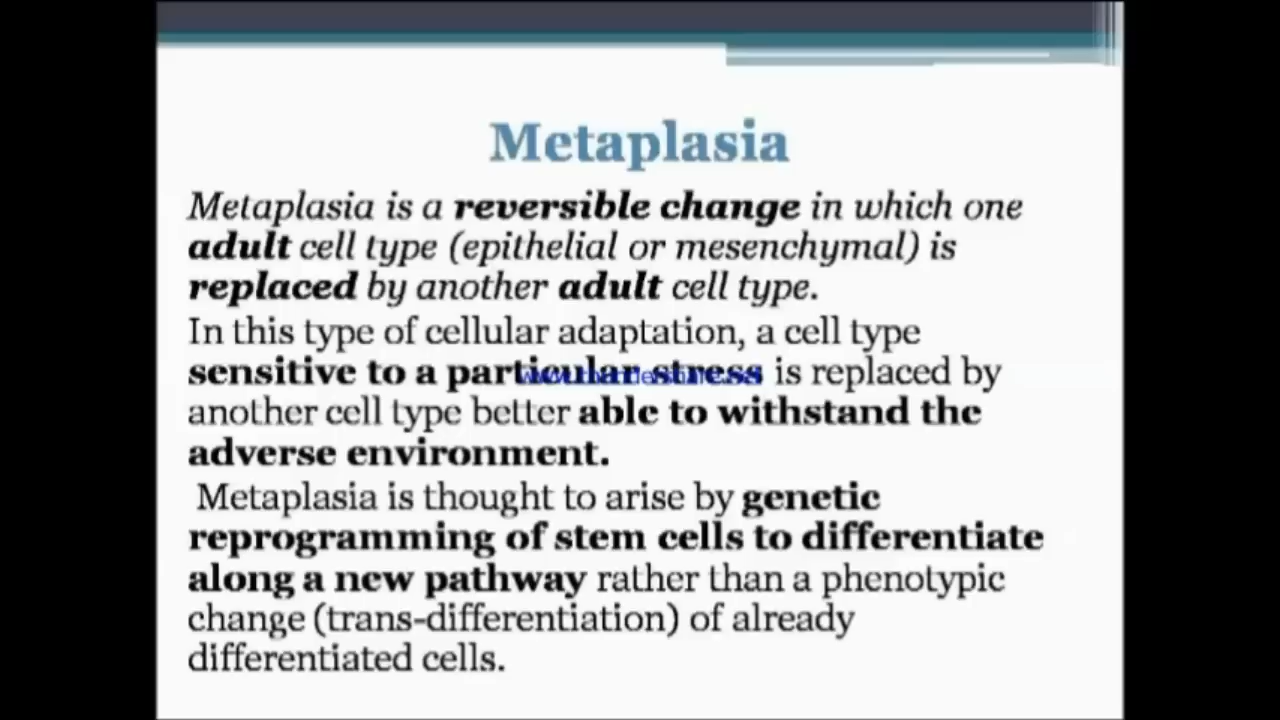 Metaplasia
Metaplasia is a reversible change in which one
adult cell type (epithelial or mesenchymal) is
replaced by another adult cell type.
In this type of cellular adaptation, a cell type
sensitive to a particular stress is replaced by
another cell type better able to withstand the
adverse environment.
Metaplasia is thought to arise by genetic
reprogramming of stem cells to differentiate
along a new pathway rather than a phenotypic
change (trans-differentiation) of already
differentiated cells.